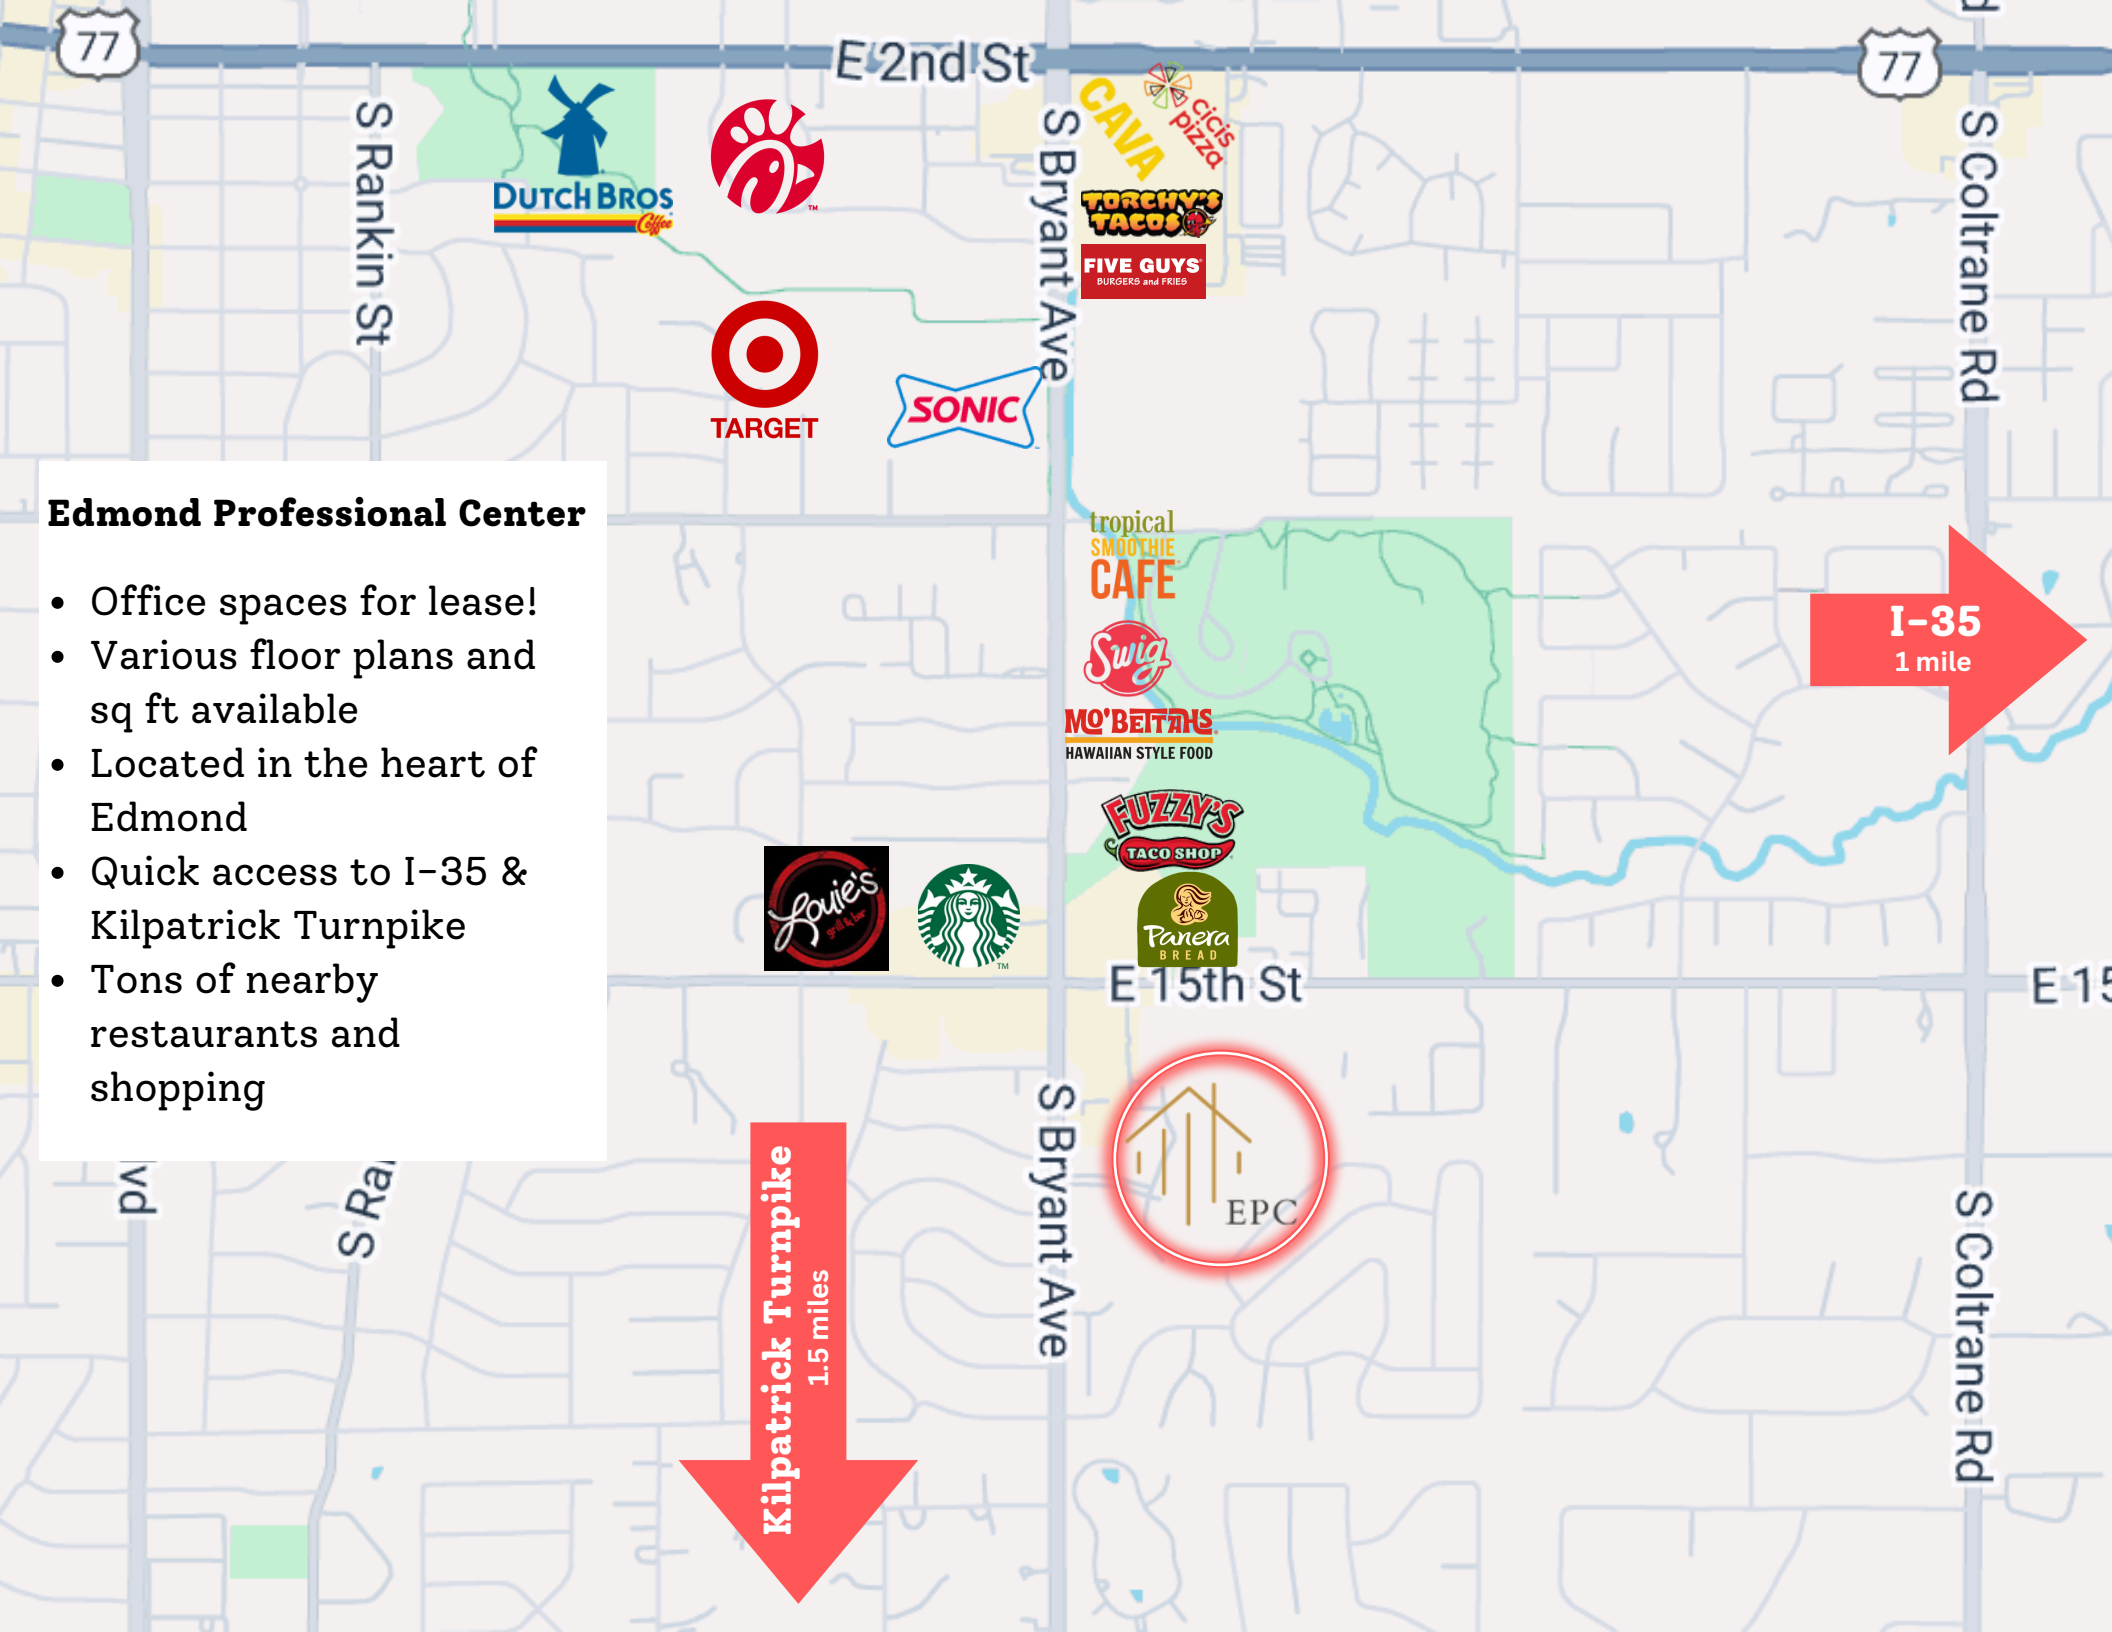 77
E 2nd St
77
d
S Rankin St
DUTCH BROS
Coffee
TM
S Bryant Ave
CAVA
cicis
pizza
TORCHY'S
TACOS
FIVE GUYS
BURGERS and FRIES
S Coltrane Rd
TARGET
SONIC
Edmond Professional Center
• Office spaces for lease!
• Various floor plans and
sq ft available
• Located in the heart of
Edmond
• Quick access to I-35 &
Kilpatrick Turnpike
• Tons of nearby
restaurants and
shopping
tropical
SMOOTHIE
CAFE
Swig
MO'BETTAHS
HAWAIIAN STYLE FOOD
FUZZY'S
TACO SHOP
Louie's
grill & bar
TM
Panera
BREAD
I-35
1 mile
E 15th St
E 15
vd
S Ra
S Bryant Ave
EPC
S Coltrane Rd
Kilpatrick Turnpike
1.5 miles